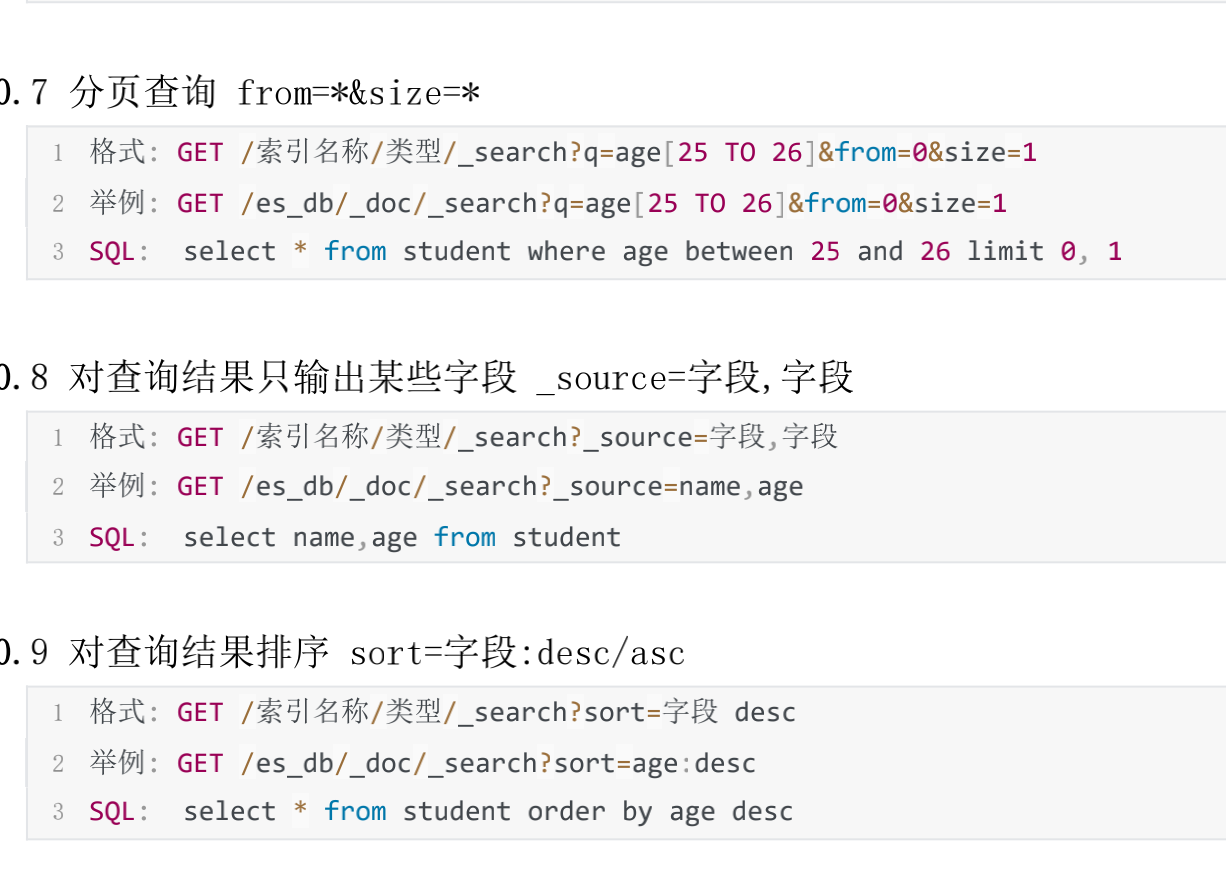 0.7 分页查询 from=*&size=*
1 格式: GET /索引名称/类型/_search?q=age[25 TO 26]&from=0&size=1
2 举例: GET /es_db/_doc/_search?q=age[25 TO 26]&from=0&size=1
3 SQL: select * from student where age between 25 and 26 limit 0, 1
0.8 对查询结果只输出某些字段 _source=字段,字段
1 格式: GET /索引名称/类型/_search?_source=字段,字段
2 举例: GET /es_db/_doc/_search?_source=name,age
3 SQL: select name,age from student
0.9 对查询结果排序 sort=字段:desc/asc
1 格式: GET /索引名称/类型/_search?sort=字段 desc
2 举例: GET /es_db/_doc/_search?sort=age:desc
3 SQL: select * from student order by age desc